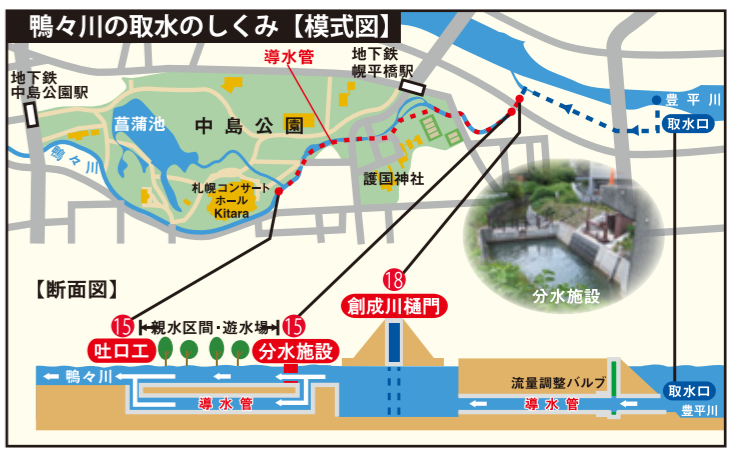 鴨々川の取水のしくみ【模式図】
導水管
地下鉄
幌平橋駅
地下鉄
中島公園駅
豊平川
取水口
菖蒲池
中島公園
鴨々川
護国神社
札幌コンサート
ホール
Kitara
分水施設
【断面図】
18
創成川樋門
15
親水区間・遊水場
15
吐口工
分水施設
鴨々川
導水管
流量調整バルブ
導水管
取水口
豊平川